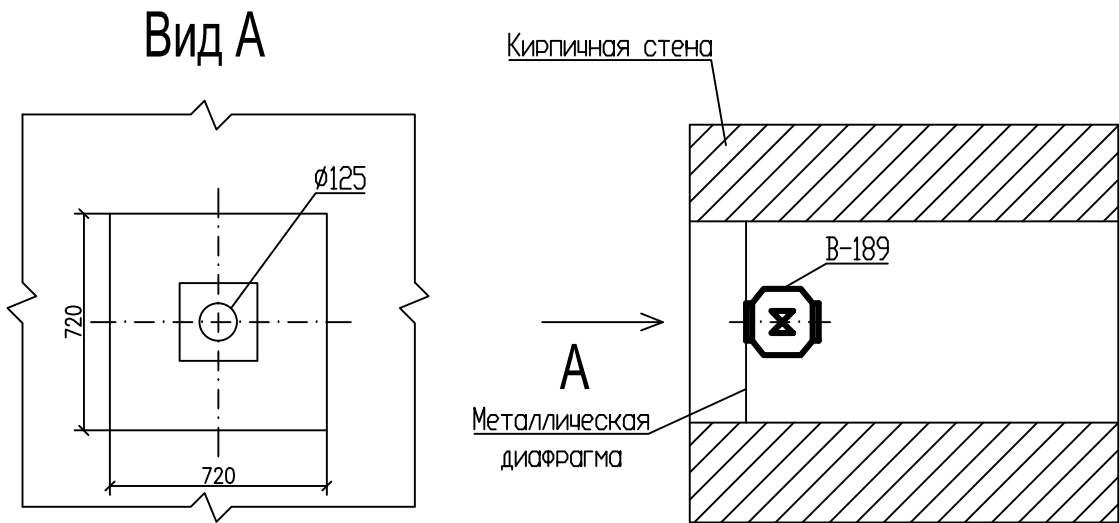 Вид А
Кирпичная стена
Ø125
В-189
720
А
Металлическая
диафрагма
720